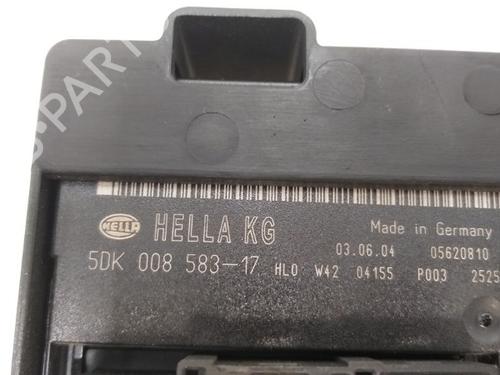 HELLA HELLA KG Made in Germany
03.06.04 05620810
5DK 008 583-17 HL0 W42 04155 P003 2525
S-PART